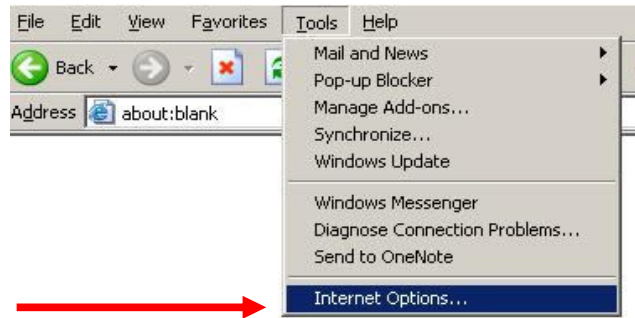 File Edit View Favorites Tools Help
Back
Address about:blank
Mail and News
Pop-up Blocker
Manage Add-ons...
Synchronize...
Windows Update
Windows Messenger
Diagnose Connection Problems...
Send to OneNote
Internet Options...